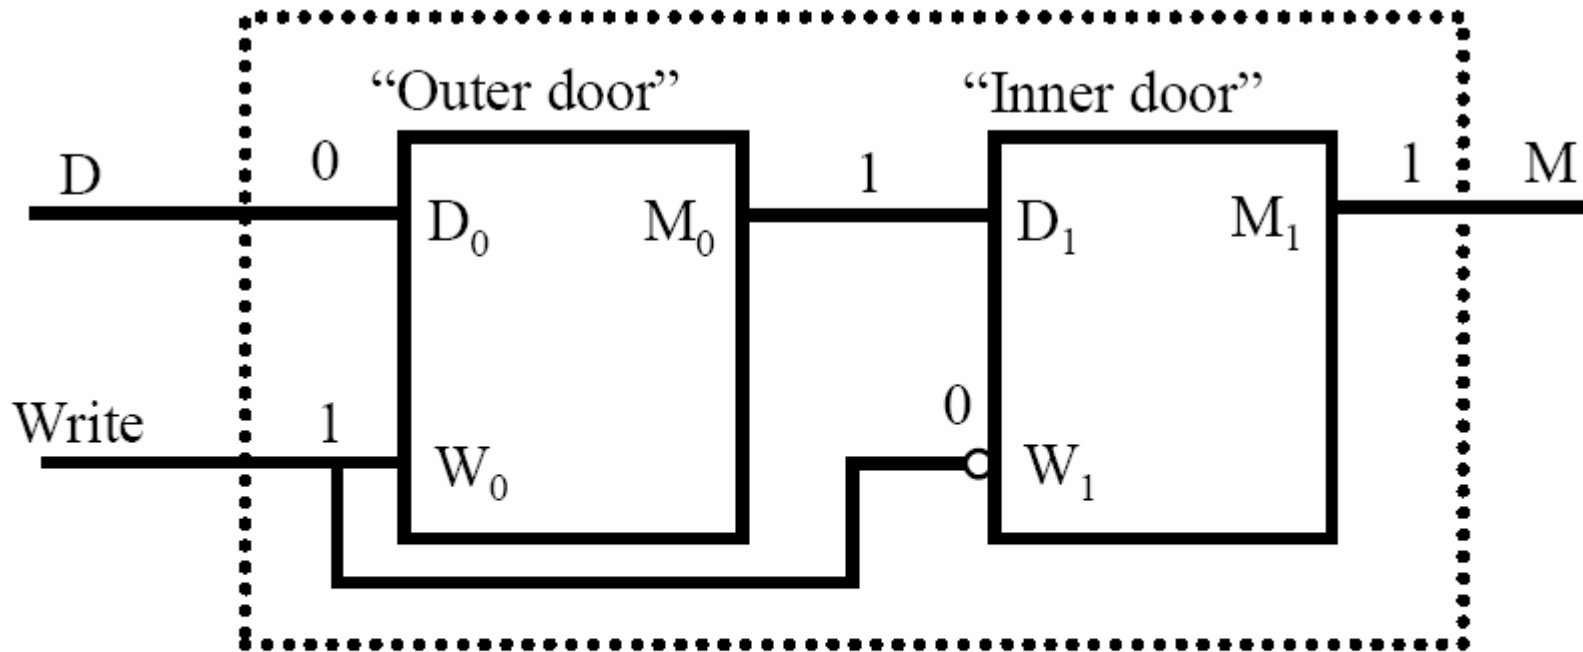 “Outer door” “Inner door”
D 0 1 1 M
D₀ M₀ D₁ M₁
Write 1 0
W₀ W₁